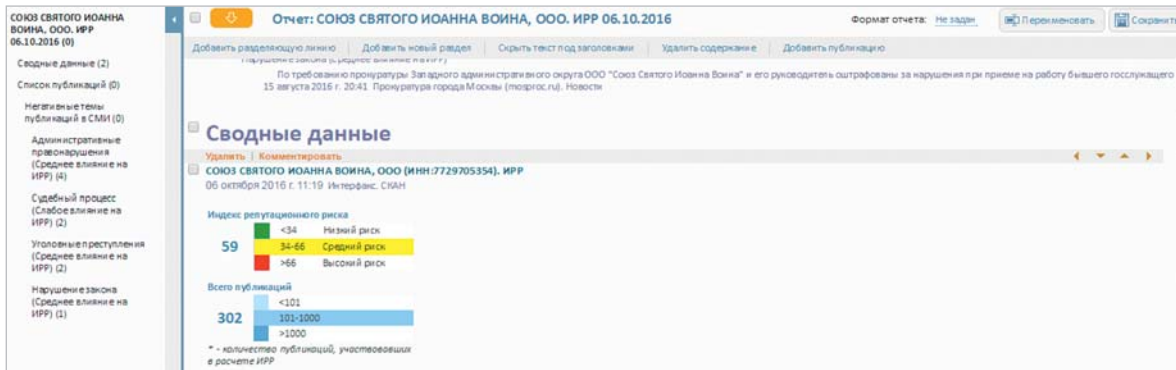 СОЮЗ СВЯТОГО ИОАННА
ВОИНА, ООО. ИРР
06.10.2016 (0)
Сводные данные (2)
Список публикаций (0)
Негативные темы
публикаций в СМИ (0)
Административные
правонарушения
(Среднее влияние на
ИРР) (4)
Судебный процесс
(Слабое влияние на
ИРР) (2)
Уголовные преступления
(Среднее влияние на
ИРР) (2)
Нарушение закона
(Среднее влияние на
ИРР) (1)
Отчет: СОЮЗ СВЯТОГО ИОАННА ВОИНА, ООО. ИРР 06.10.2016
Формат отчета: Не задан
Переименовать
Сохранить
Добавить разделяющую линию | Добавить новый раздел | Скрыть текст под заголовками | Удалить содержание | Добавить публикацию
Нарушение закона (Среднее влияние на ИРР)
По требованию прокуратуры Западного административного округа ООО "Союз Святого Иоанна Воина" и его руководитель оштрафованы за нарушения при приеме на работу бывшего госслужащего
15 августа 2016 г. 20:41 Прокуратура города Москвы (mosproc.ru). Новости
Сводные данные
Удалить | Комментировать
СОЮЗ СВЯТОГО ИОАННА ВОИНА, ООО (ИНН:7729705354). ИРР
06 октября 2016 г. 11:19 Интерфакс. СКАН
Индекс репутационного риска
<34 Низкий риск
59 34-66 Средний риск
>66 Высокий риск
Всего публикаций
<101
302 101-1000
>1000
* - количество публикаций, участвовавших
в расчете ИРР